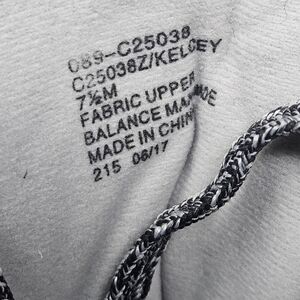 089-C25038
C25038Z/KELCEY
7½M
FABRIC UPPER
BALANCE MAN MADE
MADE IN CHINA
215 06/17